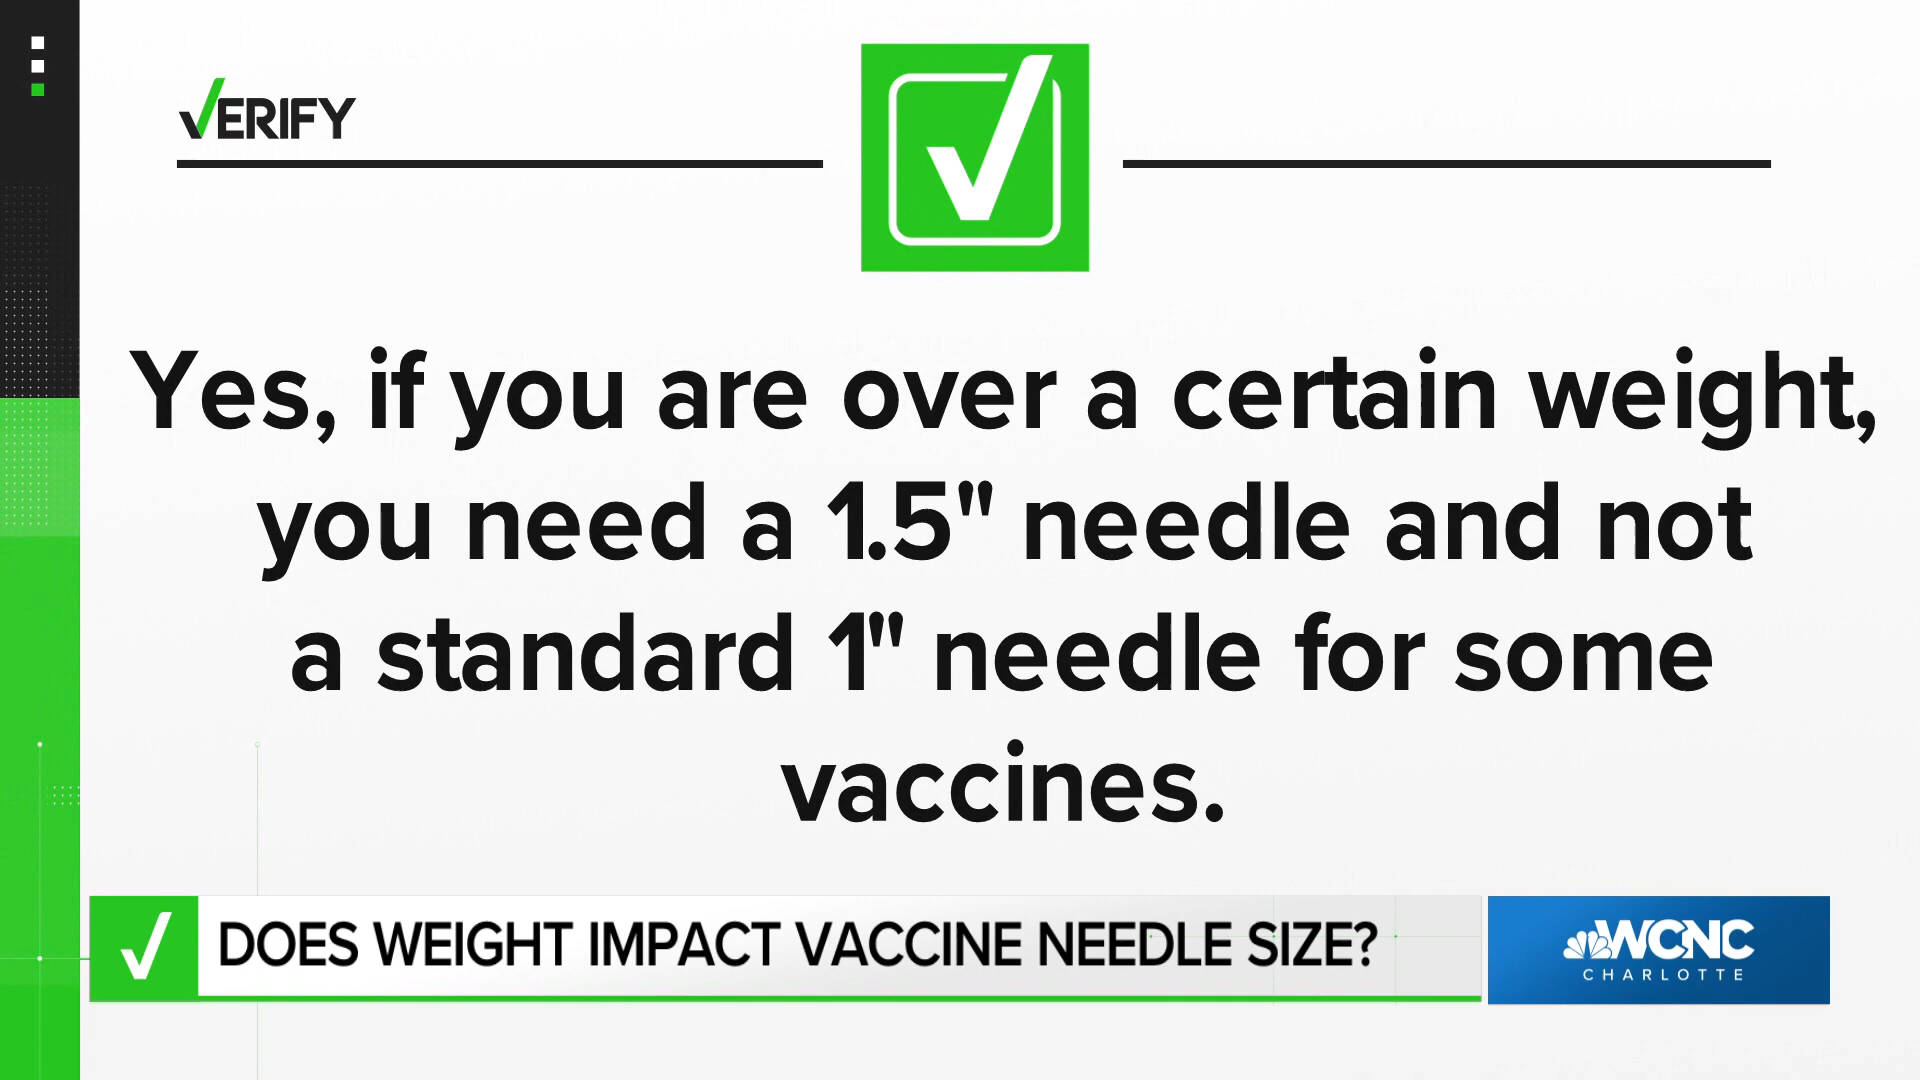 VERIFY
Yes, if you are over a certain weight,
you need a 1.5" needle and not
a standard 1" needle for some
vaccines.
DOES WEIGHT IMPACT VACCINE NEEDLE SIZE?
WCNC
CHARLOTTE